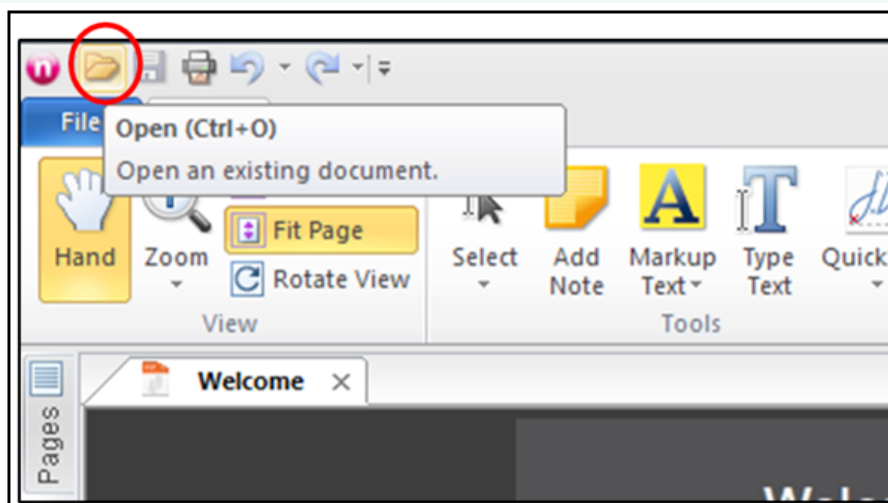 File
Open (Ctrl+O)
Open an existing document.
Fit Page
Hand
Zoom
Rotate View
Select
Add Note
Markup Text
Type Text
Quick
View
Tools
Welcome
Pages